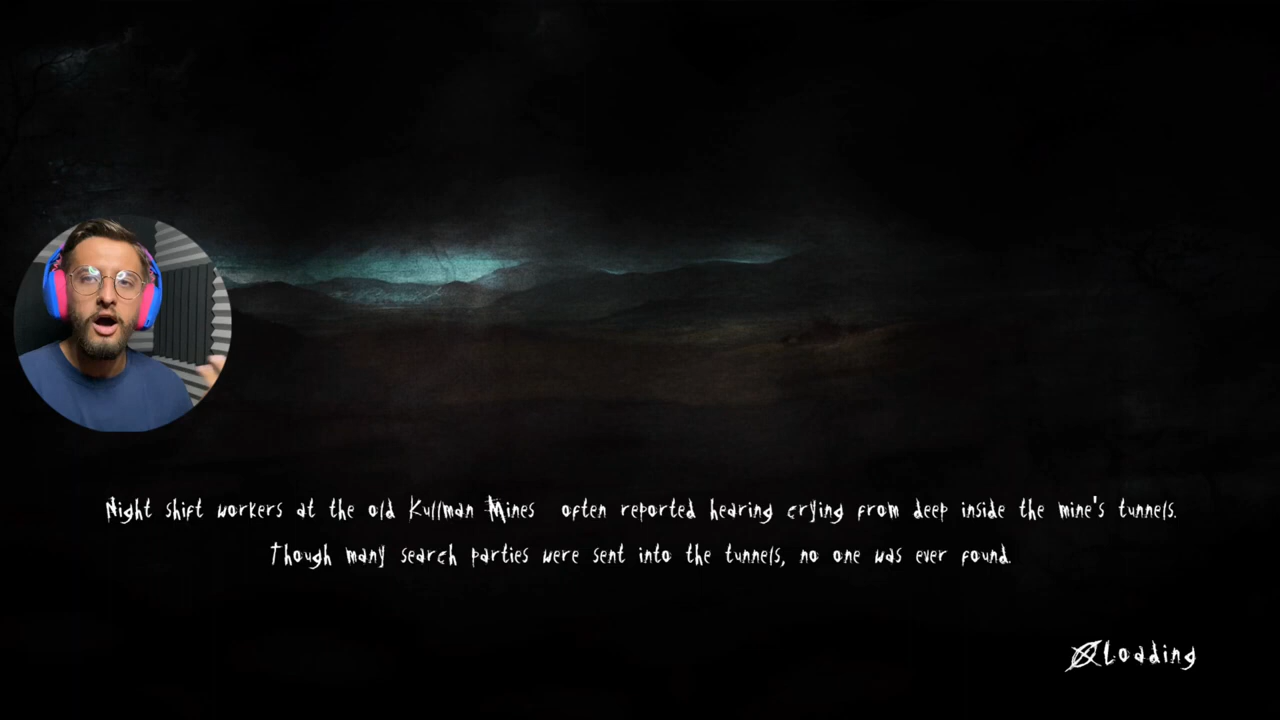 Night shift workers at the old Kullman Mines often reported hearing crying from deep inside the mine's tunnels.
Though many search parties were sent into the tunnels, no one was ever found.
Loading